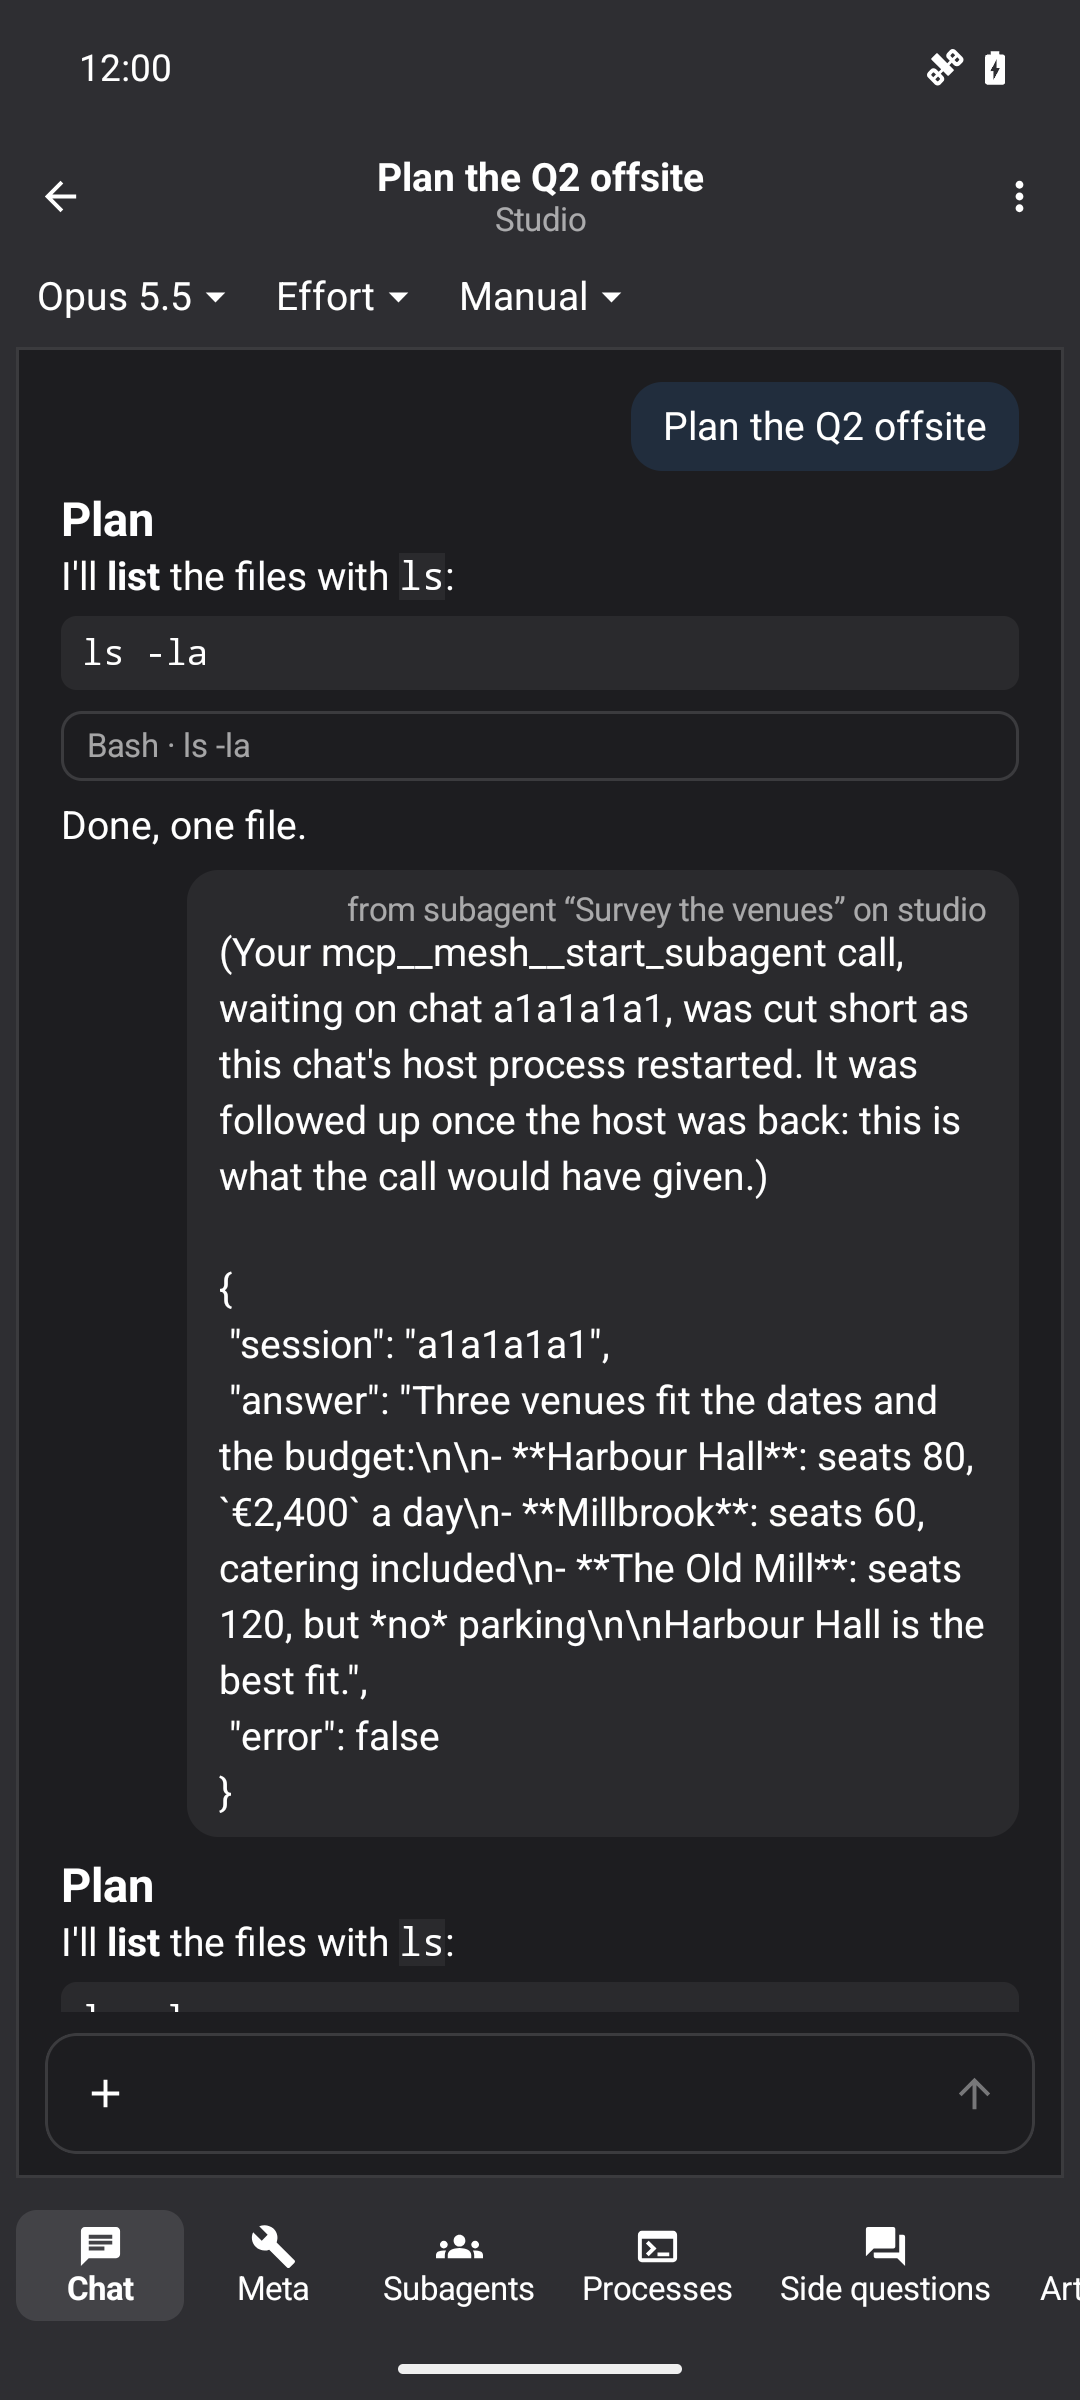 12:00
Plan the Q2 offsite
Studio
Opus 5.5
Effort
Manual
Plan the Q2 offsite
Plan
I'll list the files with ls:
ls -la
Bash · ls -la
Done, one file.
from subagent “Survey the venues” on studio
(Your mcp__mesh__start_subagent call,
waiting on chat a1a1a1a1, was cut short as
this chat's host process restarted. It was
followed up once the host was back: this is
what the call would have given.)
{
"session": "a1a1a1a1",
"answer": "Three venues fit the dates and
the budget:\n\n- **Harbour Hall**: seats 80,
`€2,400` a day\n- **Millbrook**: seats 60,
catering included\n- **The Old Mill**: seats
120, but *no* parking\n\nHarbour Hall is the
best fit.",
"error": false
}
Plan
I'll list the files with ls:
Chat
Meta
Subagents
Processes
Side questions